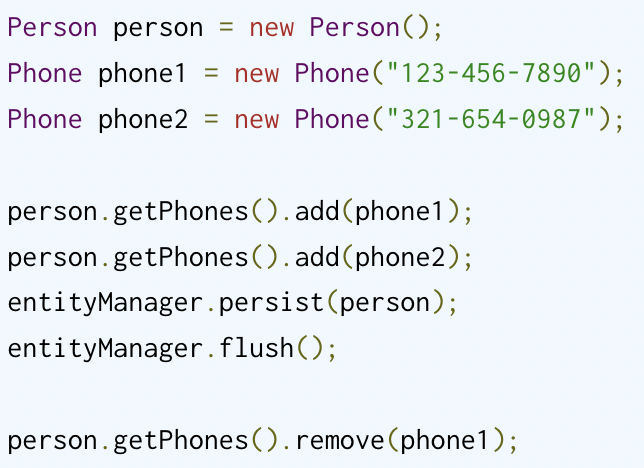 Person person = new Person();
Phone phone1 = new Phone("123-456-7890");
Phone phone2 = new Phone("321-654-0987");
person.getPhones().add(phone1);
person.getPhones().add(phone2);
entityManager.persist(person);
entityManager.flush();
person.getPhones().remove(phone1);